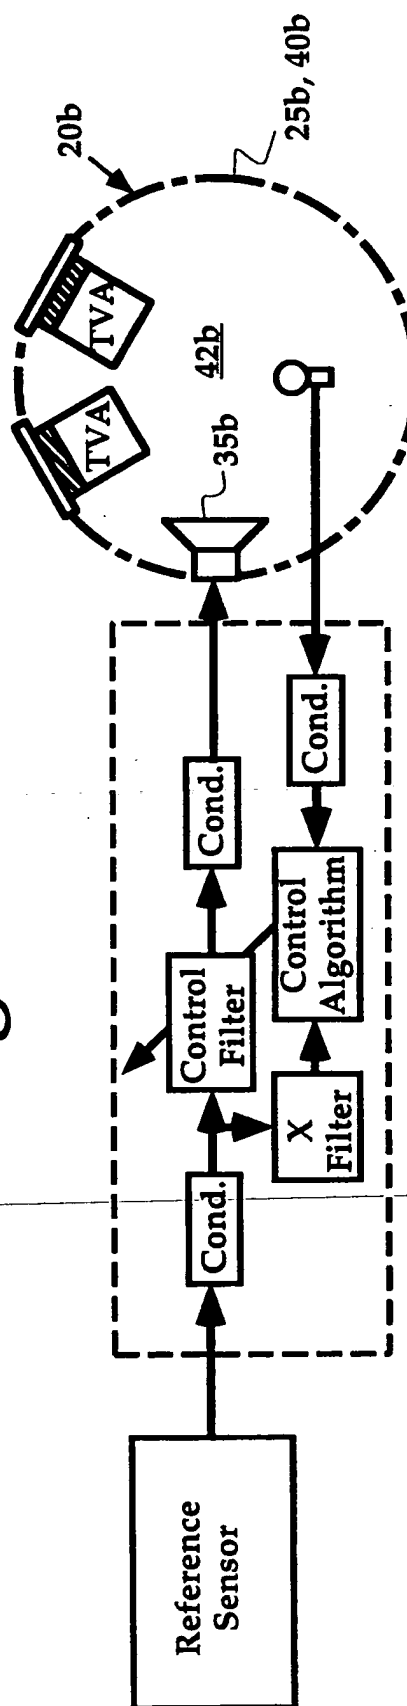 Reference
Sensor
Cond.
Control
Filter
Cond.
X
Filter
Control
Algorithm
Cond.
35b
42b
TVA
TVA
20b
25b, 40b